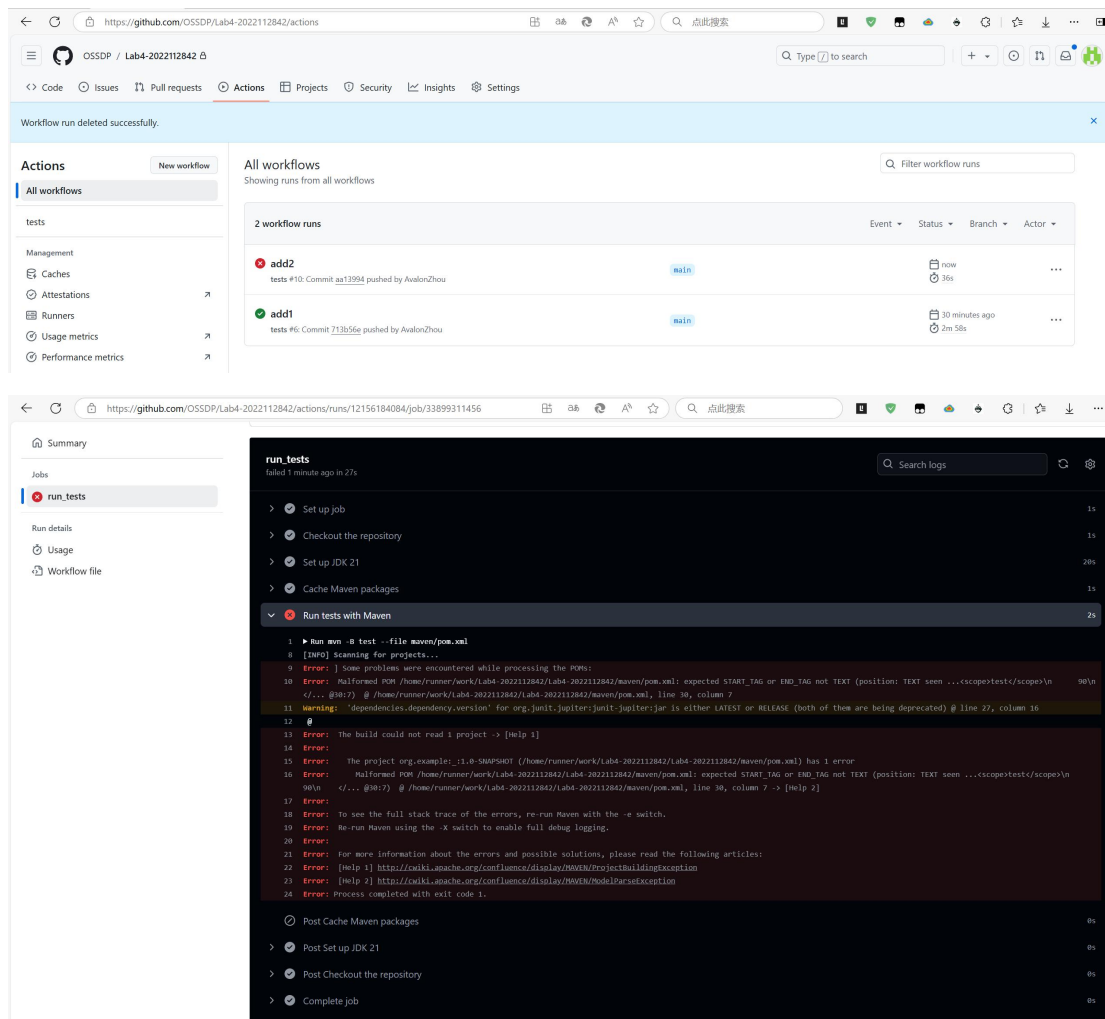 https://github.com/OSSDP/Lab4-2022112842/actions
点此搜索
OSSDP / Lab4-2022112842
Type / to search
Code Issues Pull requests Actions Projects Security Insights Settings
Workflow run deleted successfully.
Actions
New workflow
All workflows
tests
Management
Caches
Attestations
Runners
Usage metrics
Performance metrics
All workflows
Showing runs from all workflows
Filter workflow runs
2 workflow runs
Event Status Branch Actor
add2
tests #10: Commit aa13994 pushed by AvalonZhou
main
now
36s
add1
tests #6: Commit 713b56e pushed by AvalonZhou
main
30 minutes ago
2m 58s
https://github.com/OSSDP/Lab4-2022112842/actions/runs/12156184084/job/33899311456
点此搜索
Summary
Jobs
run_tests
Run details
Usage
Workflow file
run_tests
failed 1 minute ago in 27s
Search logs
Set up job 1s
Checkout the repository 1s
Set up JDK 21 20s
Cache Maven packages 1s
Run tests with Maven 2s
1 Run mvn -B test --file maven/pom.xml
8 [INFO] Scanning for projects...
9 Error: ] Some problems were encountered while processing the POMs:
10 Error: Malformed POM /home/runner/work/Lab4-2022112842/Lab4-2022112842/maven/pom.xml: expected START_TAG or END_TAG not TEXT (position: TEXT seen ...<scope>test</scope>\n 90\n
</... @30:7) @ /home/runner/work/Lab4-2022112842/Lab4-2022112842/maven/pom.xml, line 30, column 7
11 Warning: 'dependencies.dependency.version' for org.junit.jupiter:junit-jupiter:jar is either LATEST or RELEASE (both of them are being deprecated) @ line 27, column 16
12 @
13 Error: The build could not read 1 project -> [Help 1]
14 Error:
15 Error: The project org.example:_:1.0-SNAPSHOT (/home/runner/work/Lab4-2022112842/Lab4-2022112842/maven/pom.xml) has 1 error
16 Error: Malformed POM /home/runner/work/Lab4-2022112842/Lab4-2022112842/maven/pom.xml: expected START_TAG or END_TAG not TEXT (position: TEXT seen ...<scope>test</scope>\n
90\n </... @30:7) @ /home/runner/work/Lab4-2022112842/Lab4-2022112842/maven/pom.xml, line 30, column 7 -> [Help 2]
17 Error:
18 Error: To see the full stack trace of the errors, re-run Maven with the -e switch.
19 Error: Re-run Maven using the -X switch to enable full debug logging.
20 Error:
21 Error: For more information about the errors and possible solutions, please read the following articles:
22 Error: [Help 1] http://cwiki.apache.org/confluence/display/MAVEN/ProjectBuildingException
23 Error: [Help 2] http://cwiki.apache.org/confluence/display/MAVEN/ModelParseException
24 Error: Process completed with exit code 1.
Post Cache Maven packages 0s
Post Set up JDK 21 0s
Post Checkout the repository 0s
Complete job 0s